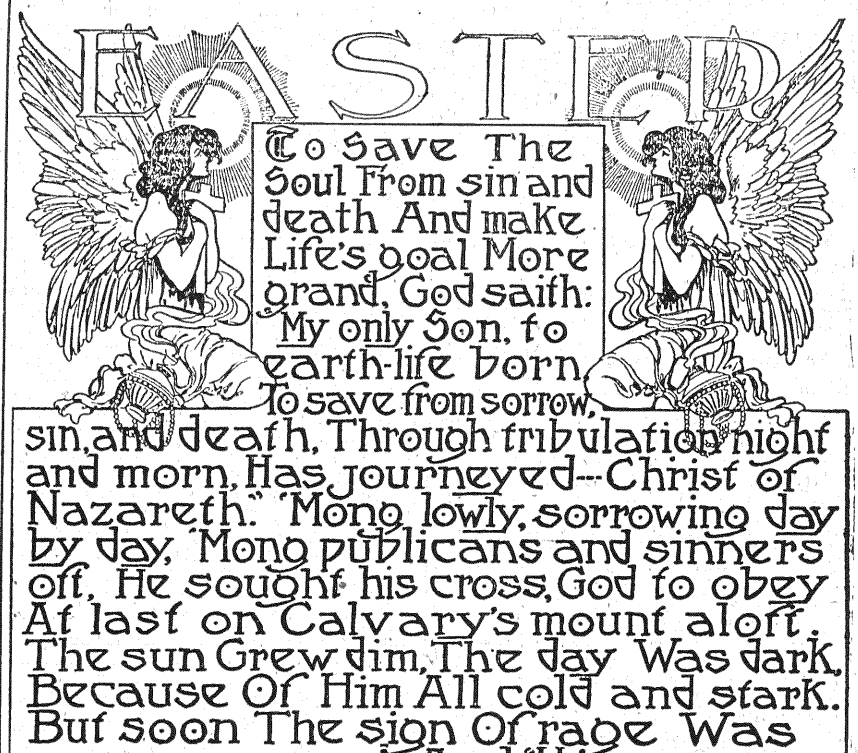 EASTER
To Save The
Soul From sin and
death And make
Life's goal More
grand, God saith:
My only Son, to
earth-life born,
To save from sorrow,
sin, and death, Through tribulation night
and morn, Has journeyed--Christ of
Nazareth." 'Mong lowly, sorrowing day
by day, 'Mong publicans and sinners
oft, He sought his cross, God to obey
At last on Calvary's mount aloft.
The sun Grew dim, The day Was dark,
Because Of Him All cold and stark.
But soon The sign Of rage Was